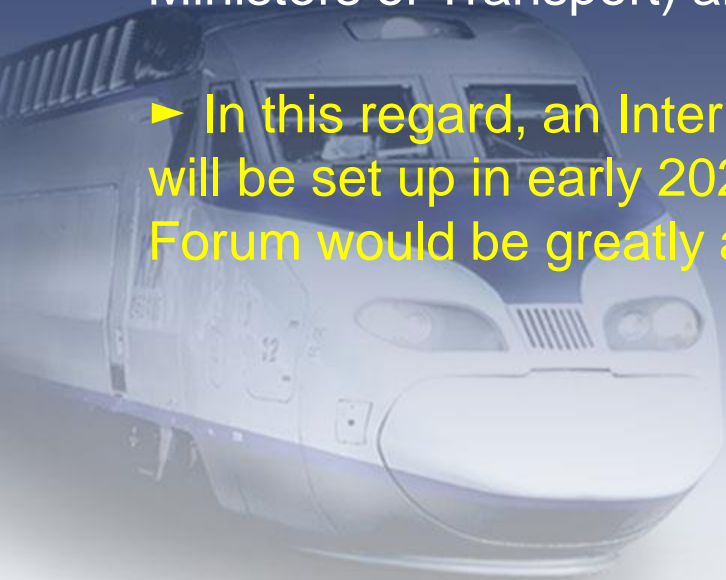 Ministers of Transport) a
► In this regard, an Inter
will be set up in early 202
Forum would be greatly a
12